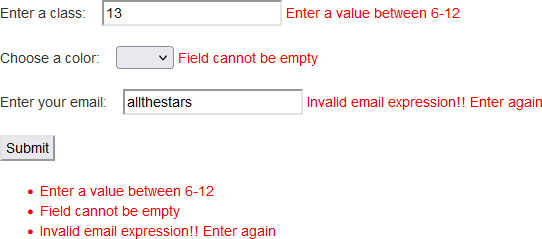 Enter a class: 13 Enter a value between 6-12
Choose a color: Field cannot be empty
Enter your email: allthestars Invalid email expression!! Enter again
Submit
• Enter a value between 6-12
• Field cannot be empty
• Invalid email expression!! Enter again